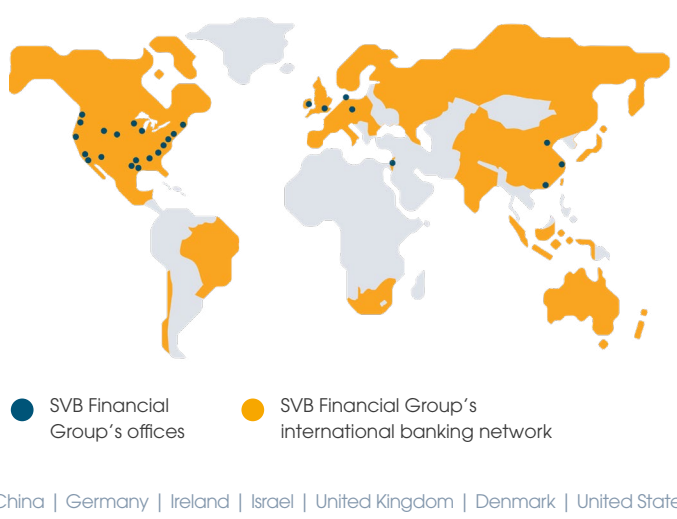 SVB Financial
Group's offices
SVB Financial Group's
international banking network
China | Germany | Ireland | Israel | United Kingdom | Denmark | United State